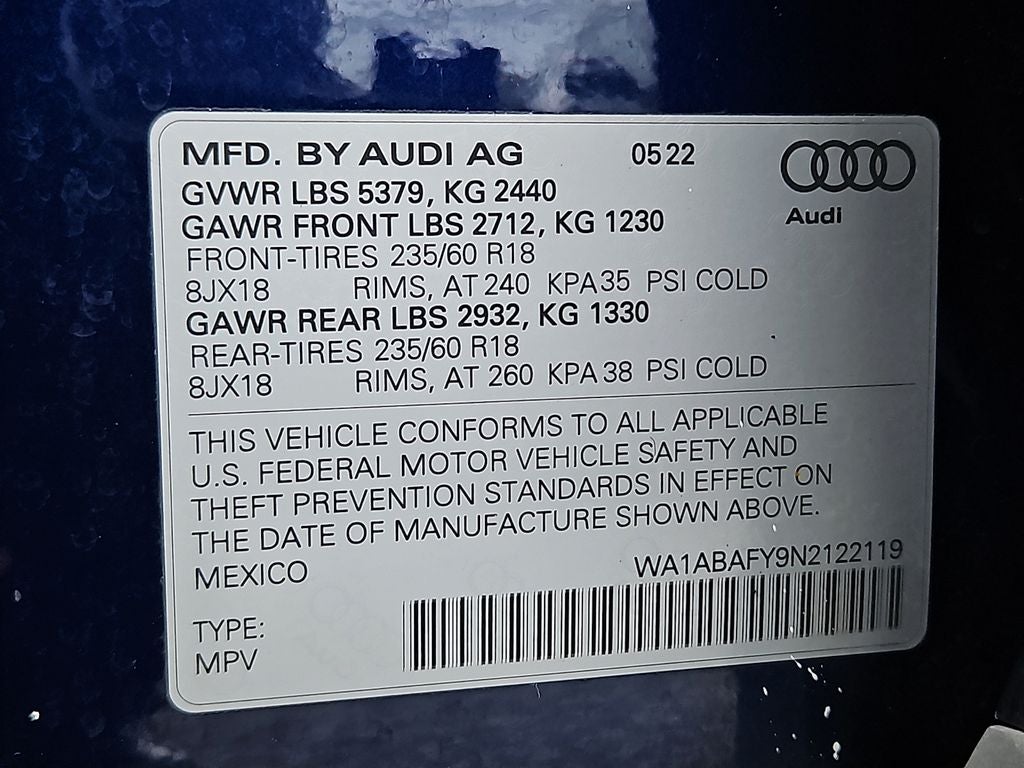 MFD. BY AUDI AG 05 22
Audi
GVWR LBS 5379, KG 2440
GAWR FRONT LBS 2712, KG 1230
FRONT-TIRES 235/60 R18
8JX18 RIMS, AT 240 KPA 35 PSI COLD
GAWR REAR LBS 2932, KG 1330
REAR-TIRES 235/60 R18
8JX18 RIMS, AT 260 KPA 38 PSI COLD
THIS VEHICLE CONFORMS TO ALL APPLICABLE
U.S. FEDERAL MOTOR VEHICLE SAFETY AND
THEFT PREVENTION STANDARDS IN EFFECT ON
THE DATE OF MANUFACTURE SHOWN ABOVE.
MEXICO WA1ABAFY9N2122119
TYPE:
MPV